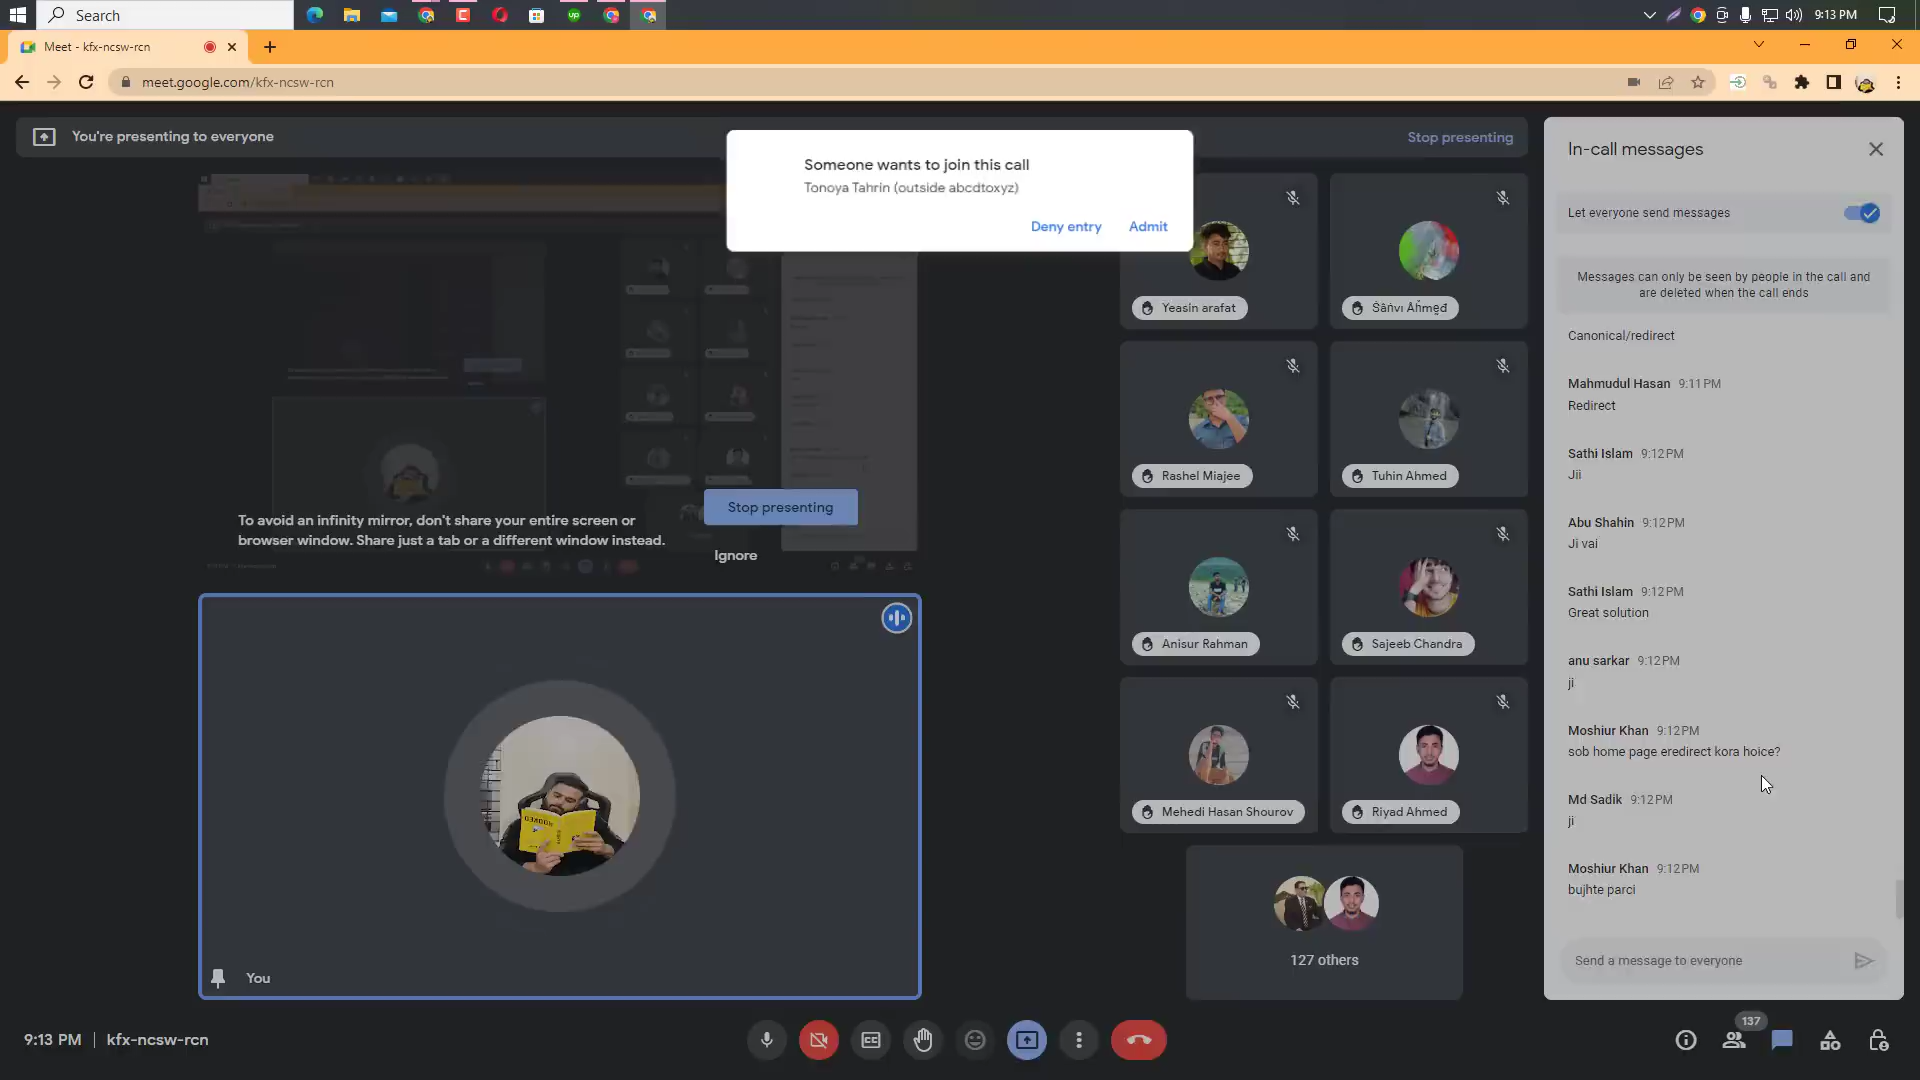 Search
9:13 PM
Meet - kfx-ncsw-rcn
meet.google.com/kfx-ncsw-rcn
You're presenting to everyone
Stop presenting
Someone wants to join this call
Tonoya Tahrin (outside abcdtoxyz)
Deny entry
Admit
To avoid an infinity mirror, don't share your entire screen or
browser window. Share just a tab or a different window instead.
Stop presenting
Ignore
You
Yeasin arafat
Rashel Miajee
Tuhin Ahmed
Anisur Rahman
Sajeeb Chandra
Mehedi Hasan Shourov
Riyad Ahmed
127 others
In-call messages
Let everyone send messages
Messages can only be seen by people in the call and
are deleted when the call ends
Canonical/redirect
Mahmudul Hasan 9:11 PM
Redirect
Sathi Islam 9:12 PM
Jii
Abu Shahin 9:12 PM
Ji vai
Sathi Islam 9:12 PM
Great solution
anu sarkar 9:12 PM
ji
Moshiur Khan 9:12 PM
sob home page eredirect kora hoice?
Md Sadik 9:12 PM
ji
Moshiur Khan 9:12 PM
bujhte parci
Send a message to everyone
9:13 PM | kfx-ncsw-rcn
137